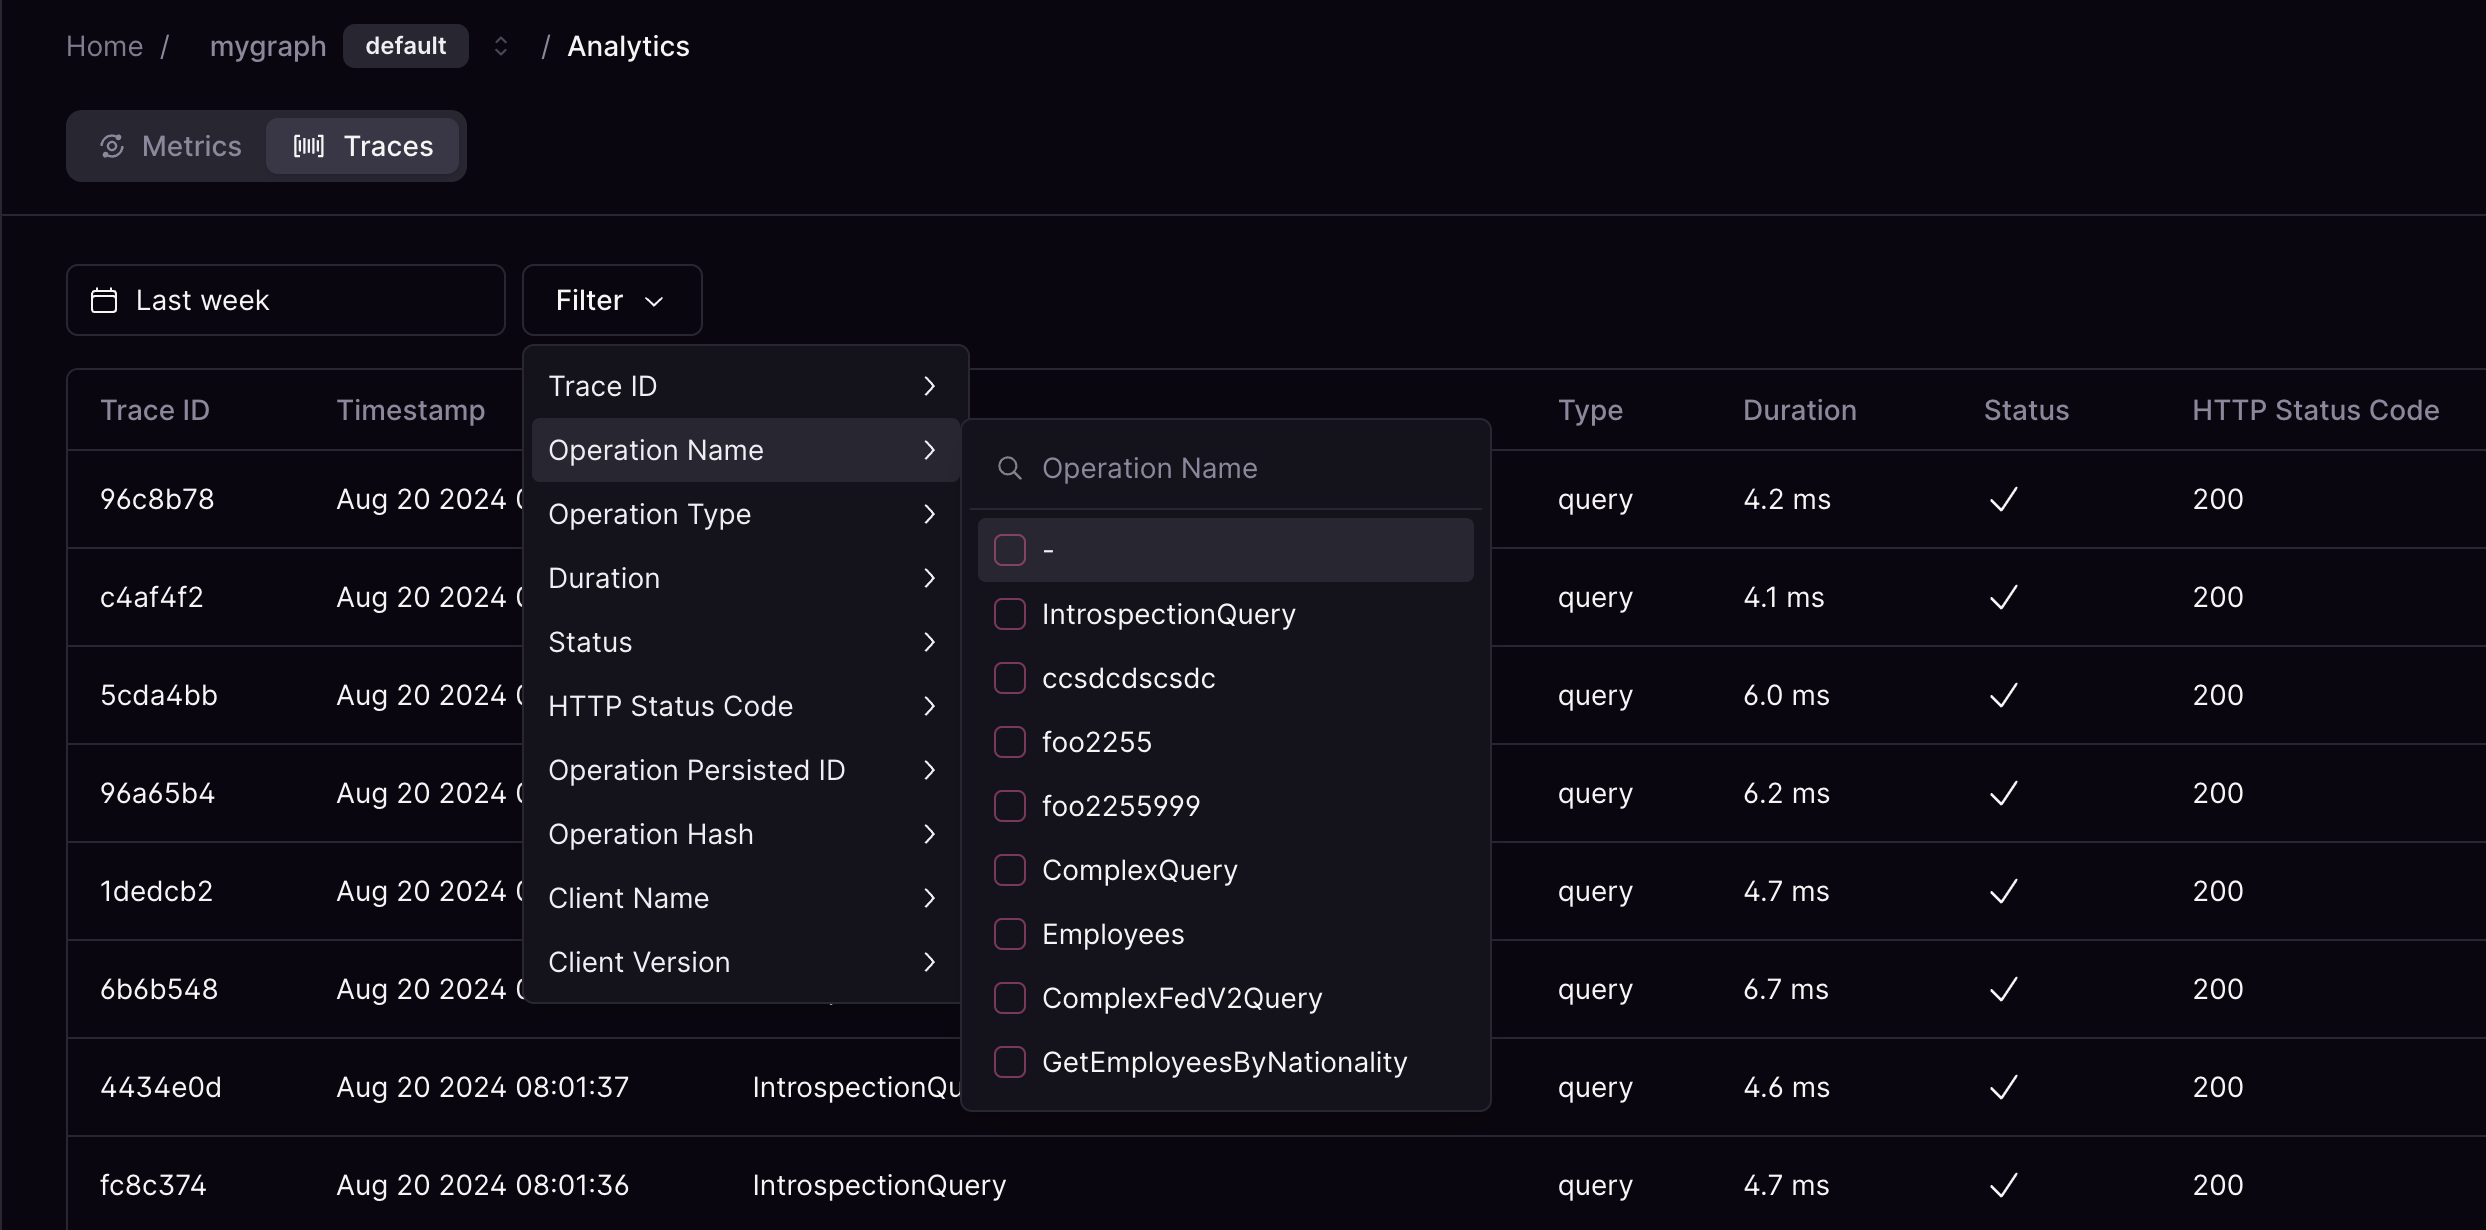 Home / mygraph default / Analytics
Metrics Traces
Last week Filter
Trace ID
Operation Name
Operation Type
Duration
Status
HTTP Status Code
Operation Persisted ID
Operation Hash
Client Name
Client Version
Operation Name
-
IntrospectionQuery
ccsdcdscsdc
foo2255
foo2255999
ComplexQuery
Employees
ComplexFedV2Query
GetEmployeesByNationality
Trace ID Timestamp Type Duration Status HTTP Status Code
96c8b78 Aug 20 2024 query 4.2 ms 200
c4af4f2 Aug 20 2024 query 4.1 ms 200
5cda4bb Aug 20 2024 query 6.0 ms 200
96a65b4 Aug 20 2024 query 6.2 ms 200
1dedcb2 Aug 20 2024 query 4.7 ms 200
6b6b548 Aug 20 2024 query 6.7 ms 200
4434e0d Aug 20 2024 08:01:37 IntrospectionQu query 4.6 ms 200
fc8c374 Aug 20 2024 08:01:36 IntrospectionQuery query 4.7 ms 200